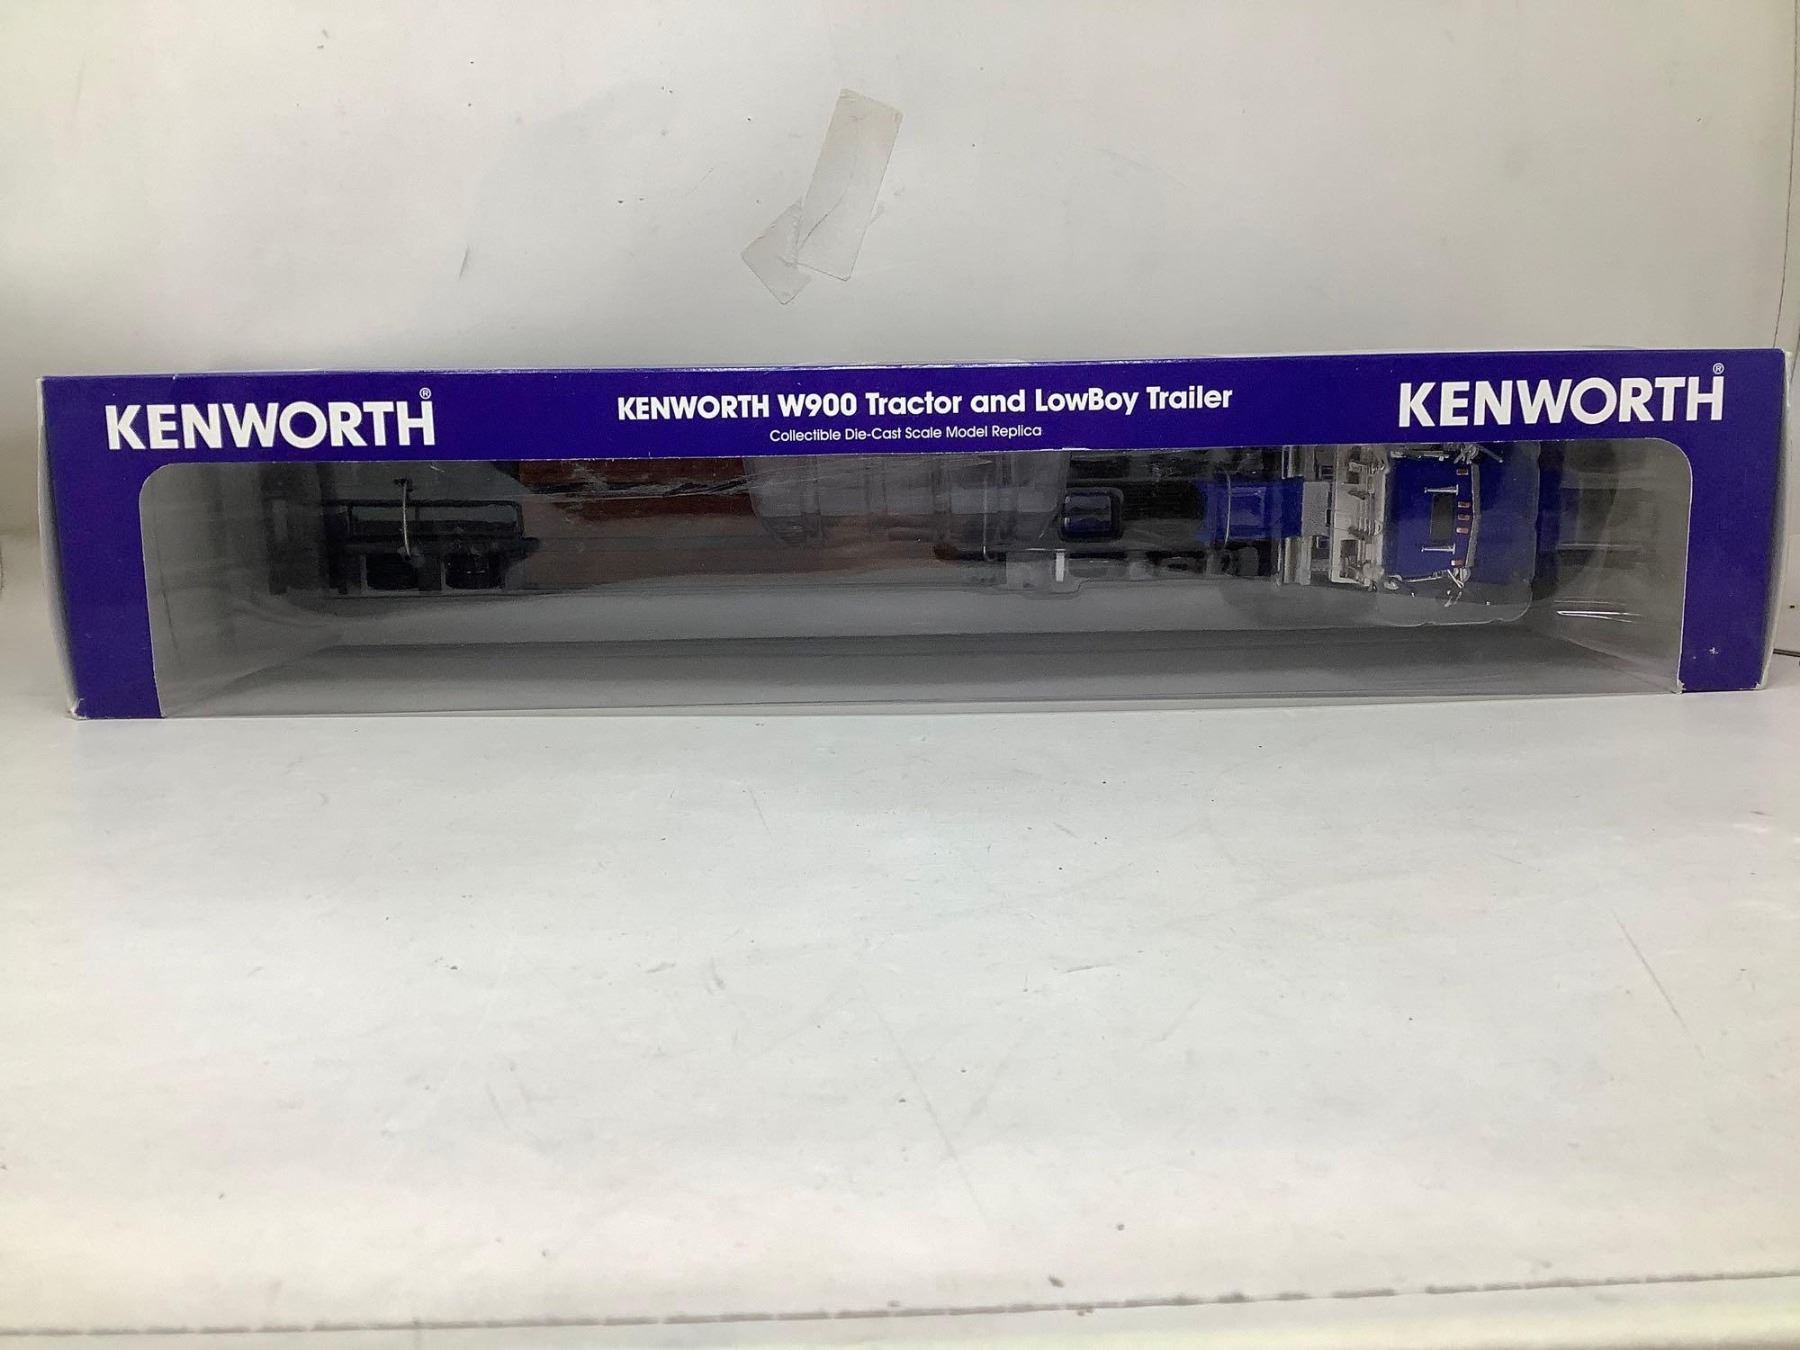 KENWORTH®
KENWORTH W900 Tractor and LowBoy Trailer
Collectible Die-Cast Scale Model Replica
KENWORTH®